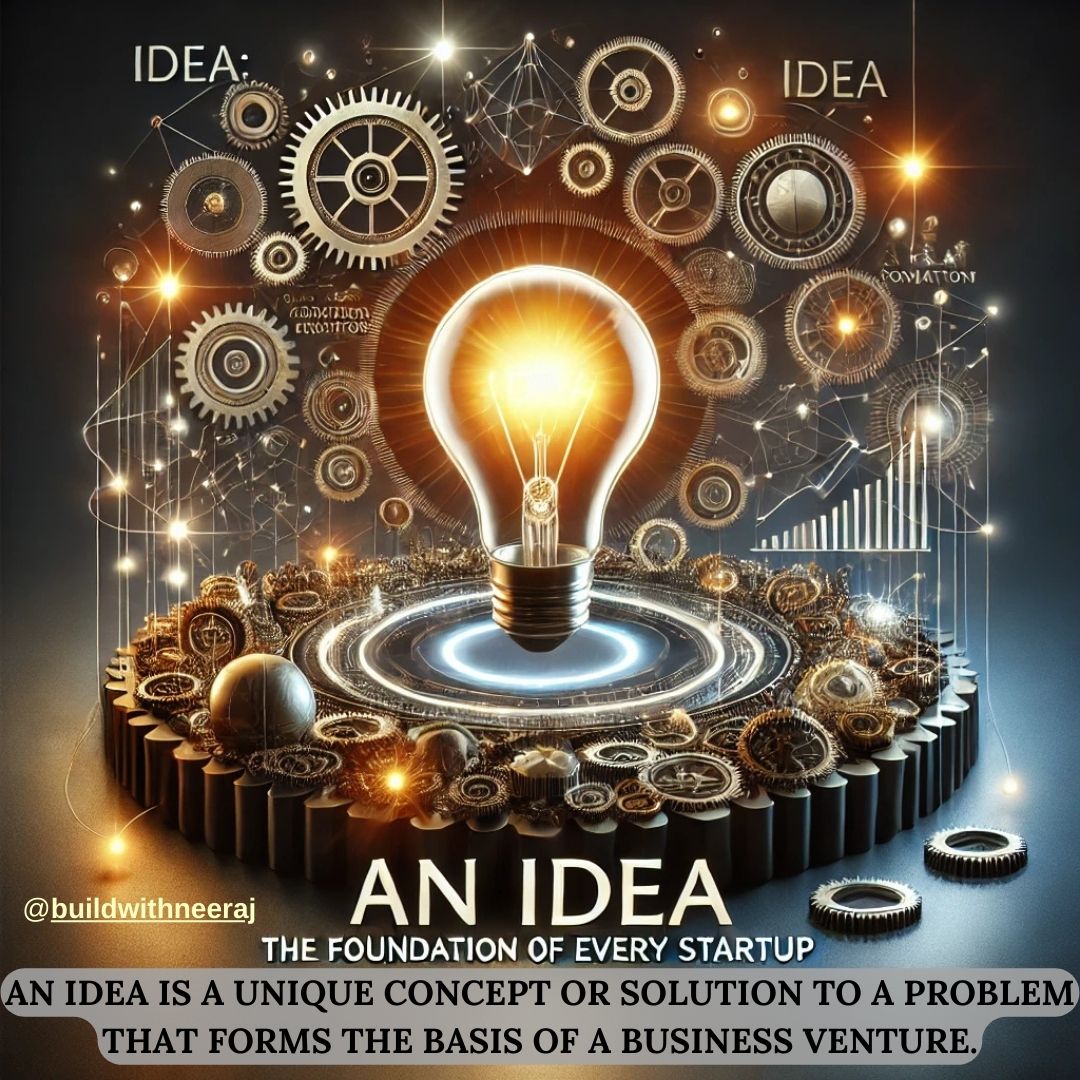 IDEA:
IDEA
AN IDEA
@buildwithneeraj
THE FOUNDATION OF EVERY STARTUP
AN IDEA IS A UNIQUE CONCEPT OR SOLUTION TO A PROBLEM
THAT FORMS THE BASIS OF A BUSINESS VENTURE.